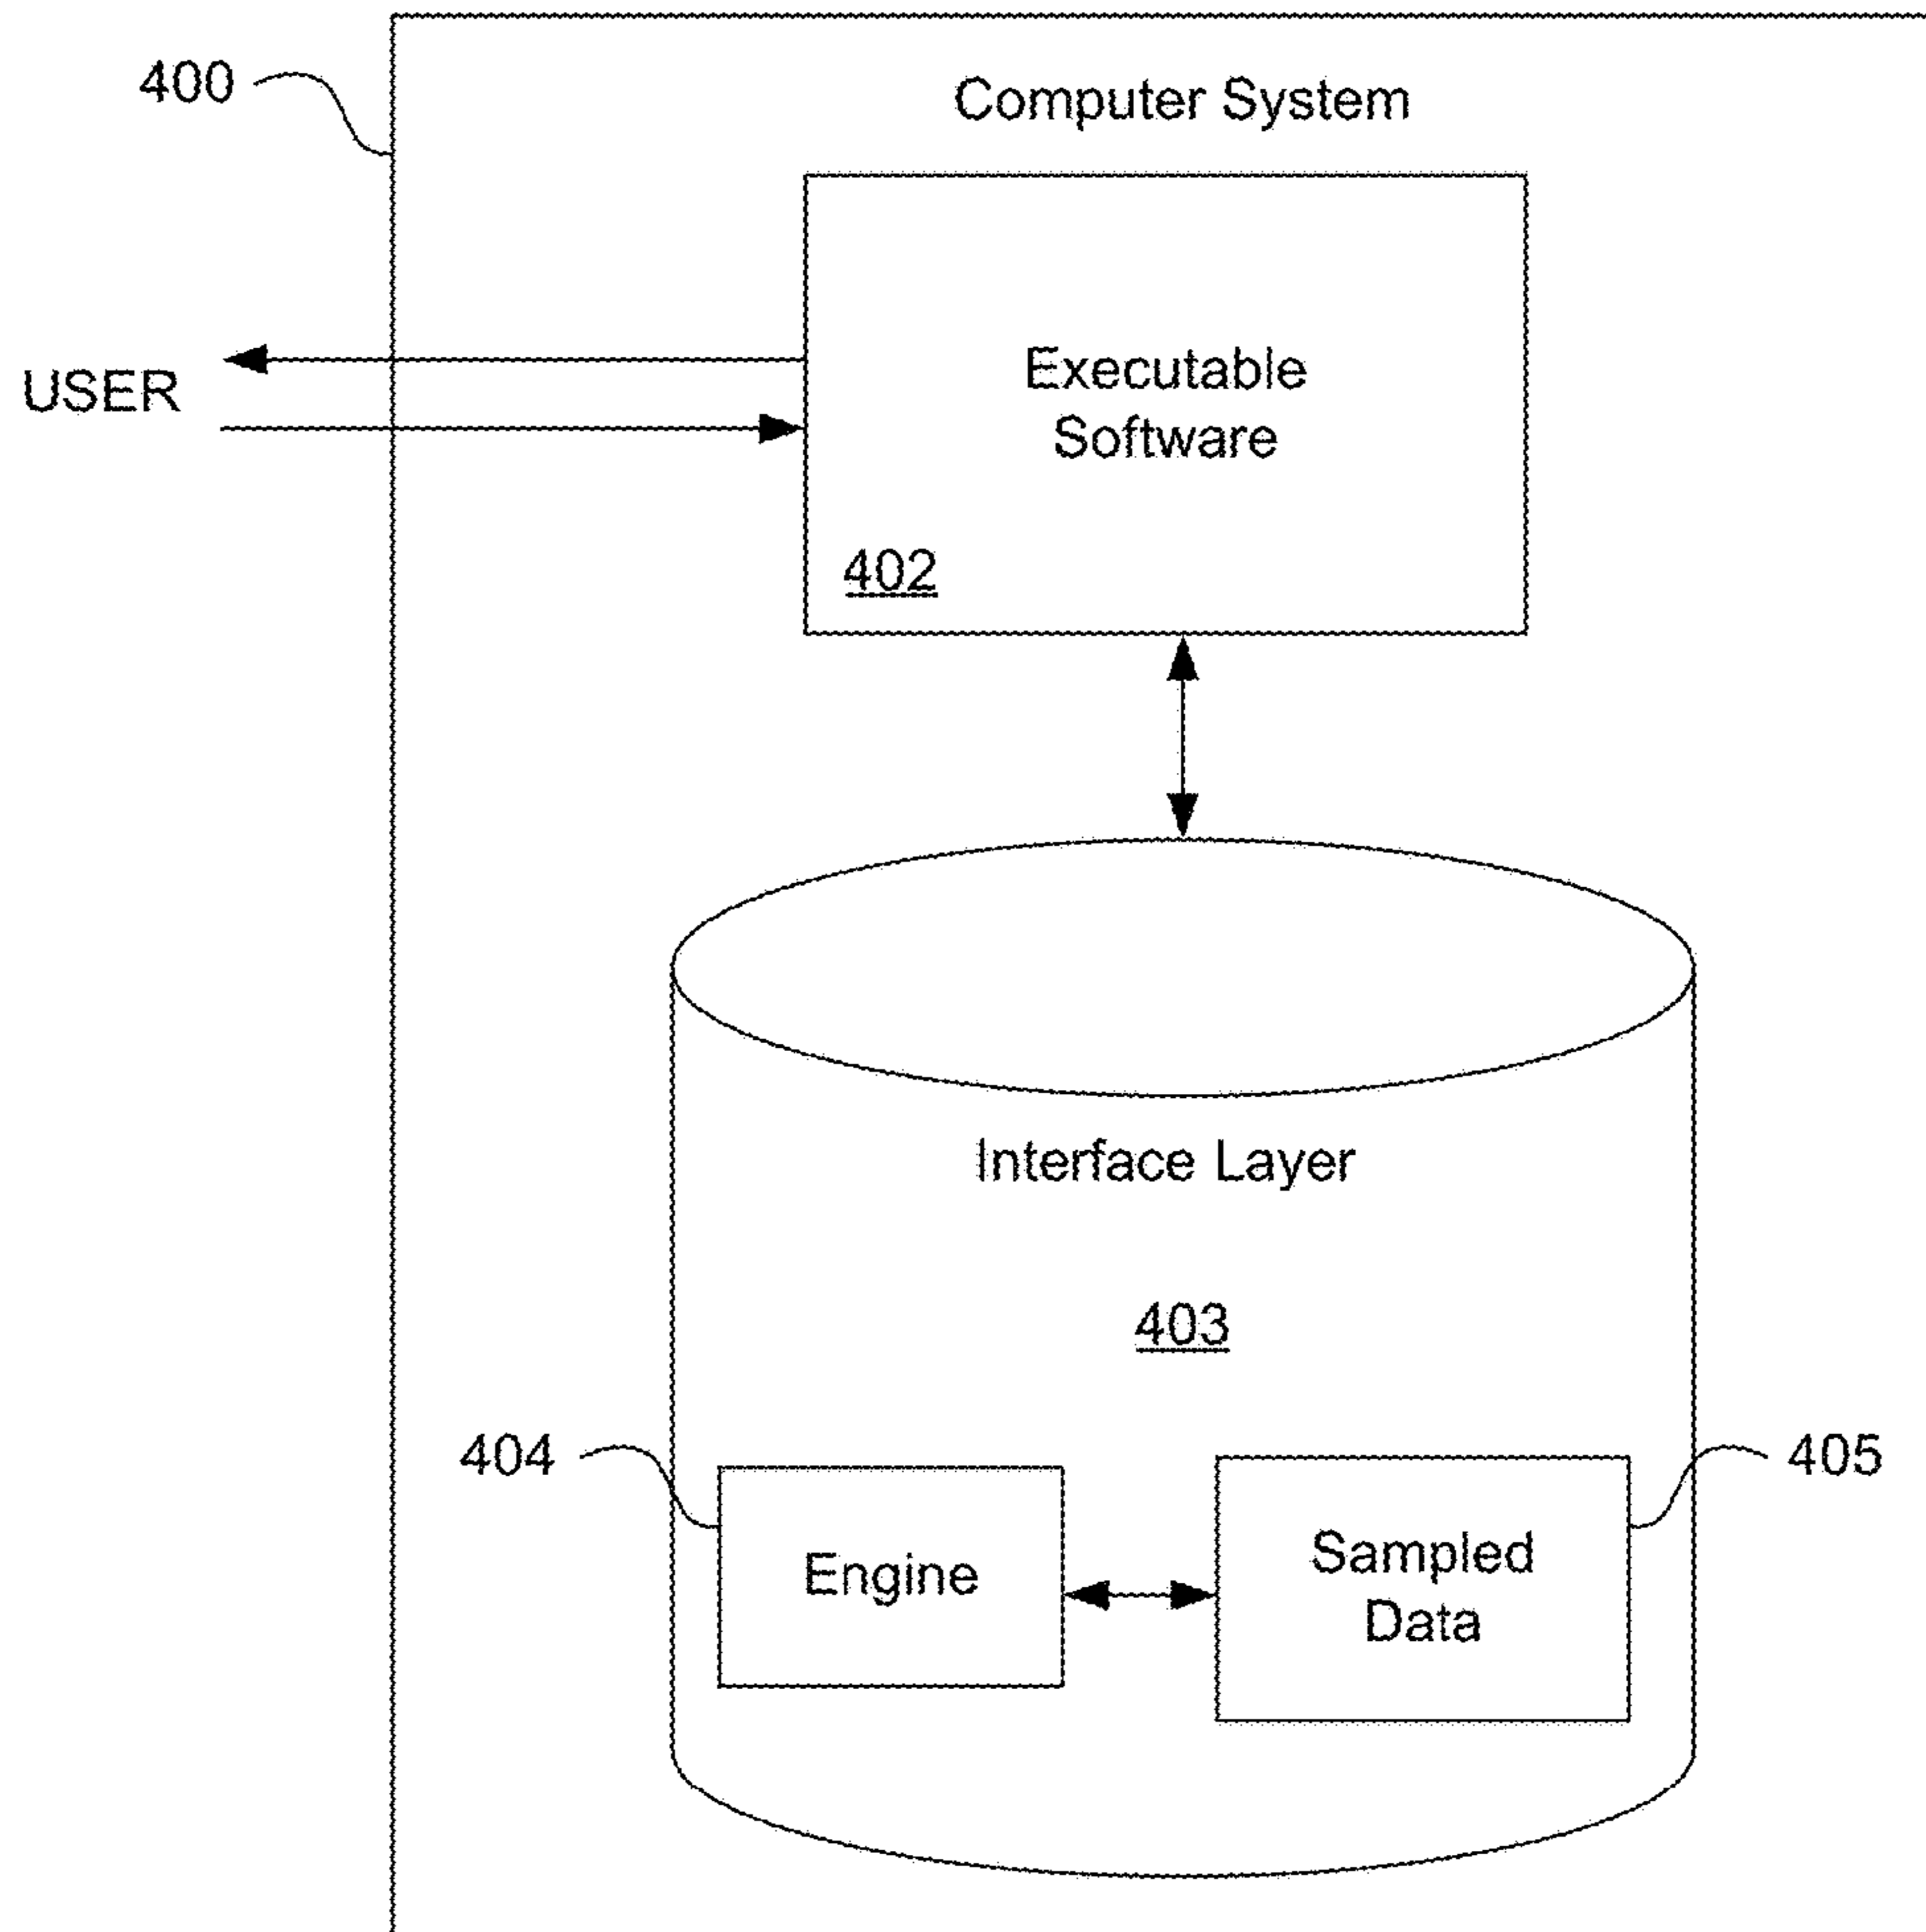 400
Computer System
USER
Executable
Software
402
Interface Layer
403
404
405
Engine
Sampled
Data